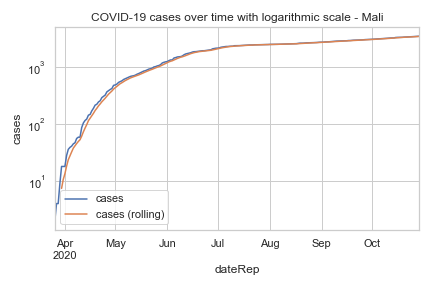 COVID-19 cases over time with logarithmic scale - Mali
cases
10³
10²
10¹
cases
cases (rolling)
Apr May Jun Jul Aug Sep Oct
2020
dateRep